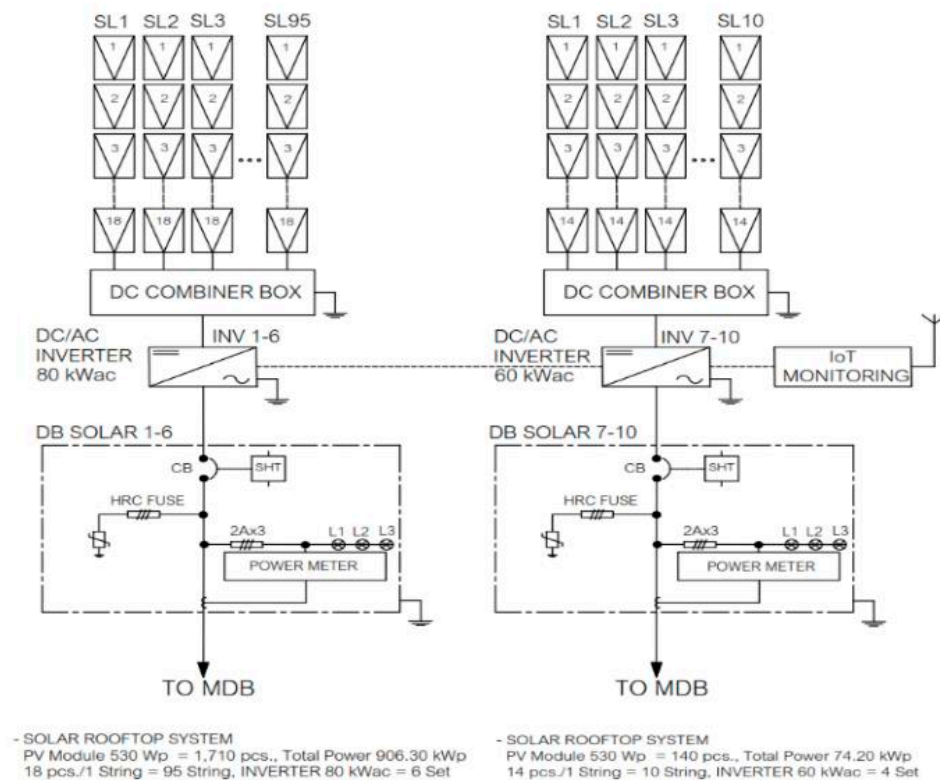 SL1 SL2 SL3 SL95
1 1 1 1
2 2 2 2
3 3 3 3
18 18 18 18
DC COMBINER BOX
DC/AC
INVERTER
80 kWac
INV 1-6
DB SOLAR 1-6
CB
SHT
HRC FUSE
2Ax3
L1 L2 L3
POWER METER
TO MDB
- SOLAR ROOFTOP SYSTEM
PV Module 530 Wp = 1,710 pcs., Total Power 906.30 kWp
18 pcs./1 String = 95 String, INVERTER 80 kWac = 6 Set
SL1 SL2 SL3 SL10
1 1 1 1
2 2 2 2
3 3 3 3
14 14 14 14
DC COMBINER BOX
DC/AC
INVERTER
60 kWac
INV 7-10
IoT
MONITORING
DB SOLAR 7-10
CB
SHT
HRC FUSE
2Ax3
L1 L2 L3
POWER METER
TO MDB
- SOLAR ROOFTOP SYSTEM
PV Module 530 Wp = 140 pcs., Total Power 74.20 kWp
14 pcs./1 String = 10 String, INVERTER 60 kWac = 4 Set